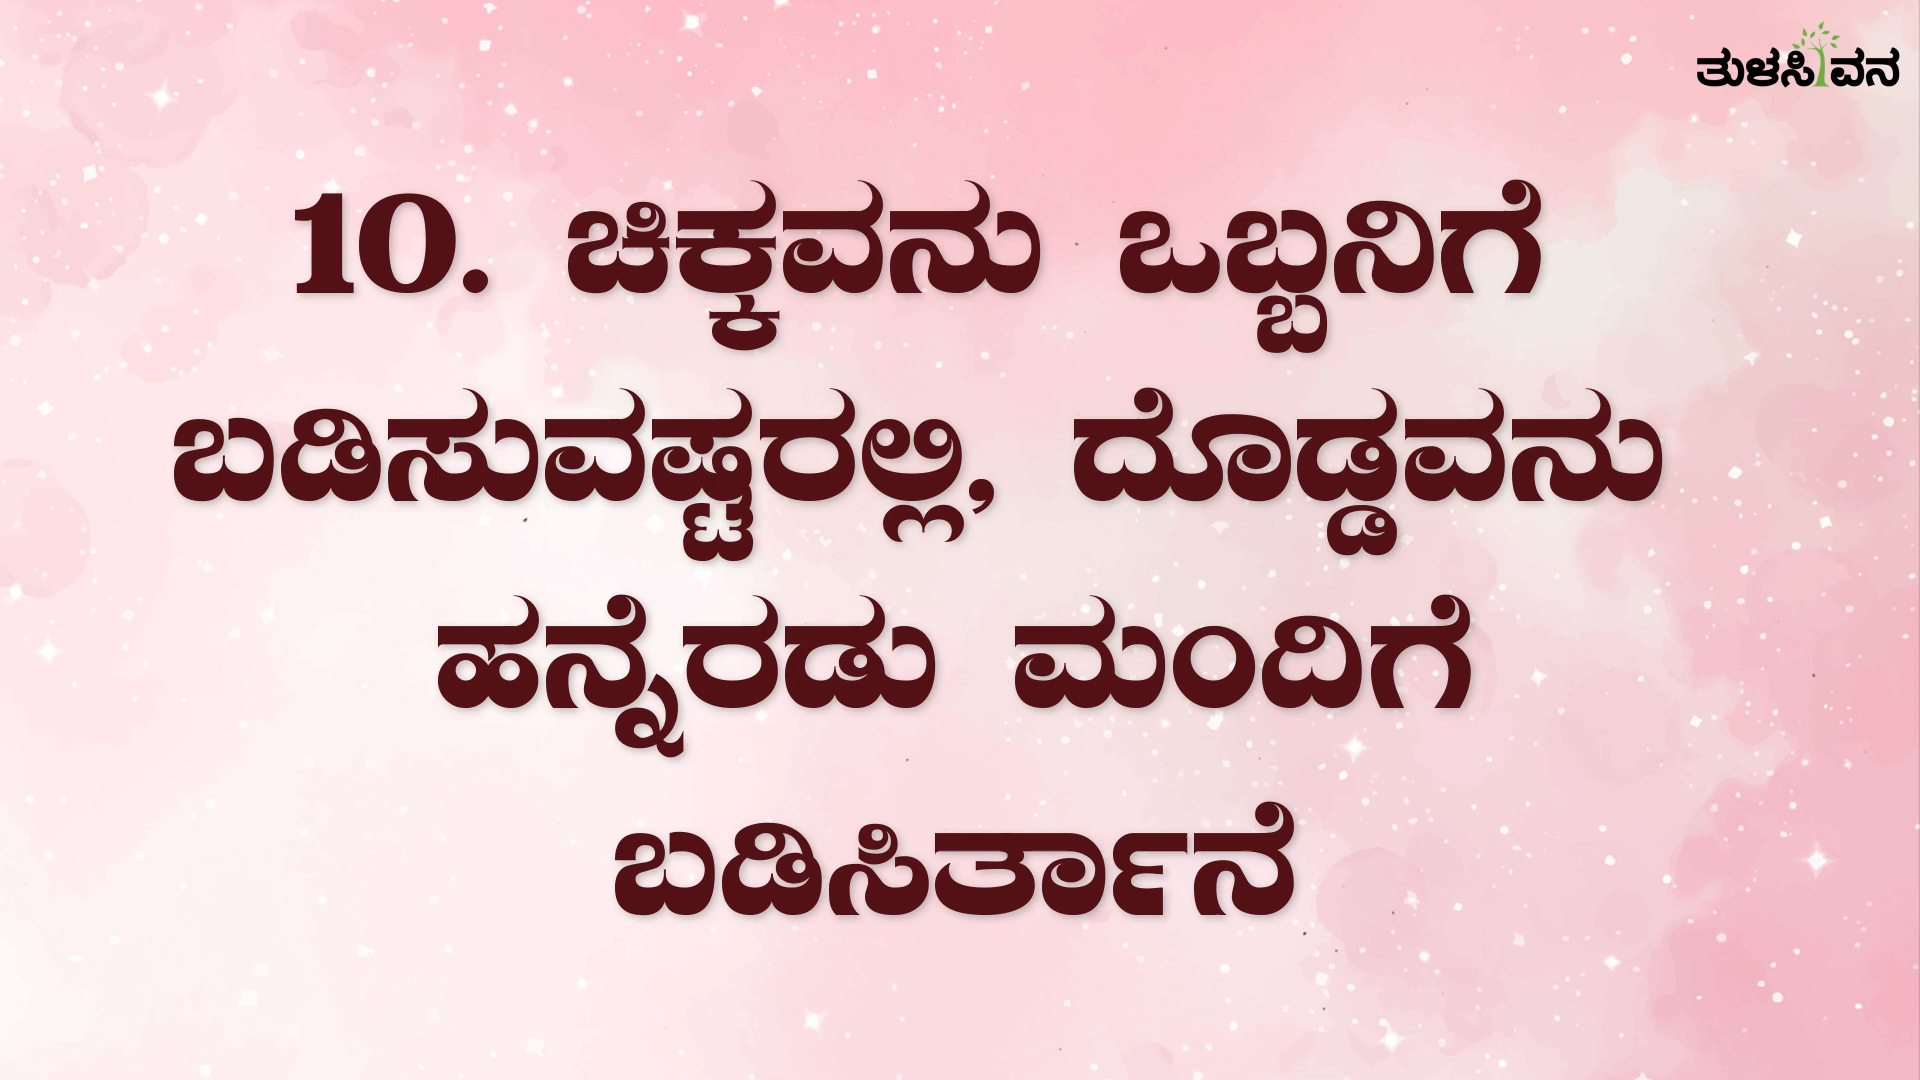 ತುಳಸಿವನ
10. ಚಿಕ್ಕವನು ಒಬ್ಬನಿಗೆ
ಬಡಿಸುವಷ್ಟರಲ್ಲಿ, ದೊಡ್ಡವನು
ಹನ್ನೆರಡು ಮಂದಿಗೆ
ಬಡಿಸಿರ್ತಾನೆ